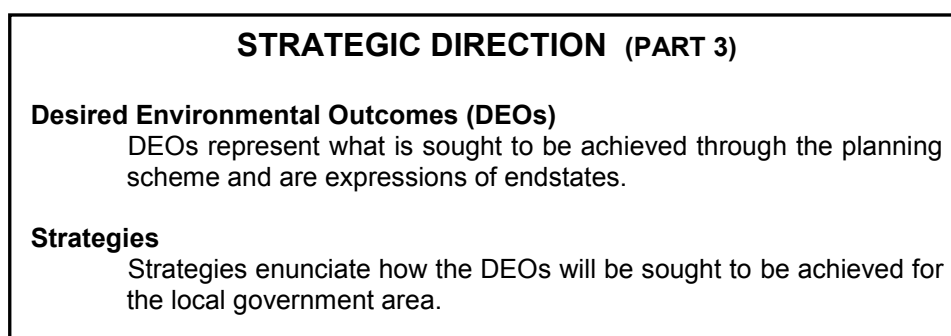 STRATEGIC DIRECTION (PART 3)
Desired Environmental Outcomes (DEOs)
DEOs represent what is sought to be achieved through the planning
scheme and are expressions of endstates.
Strategies
Strategies enunciate how the DEOs will be sought to be achieved for
the local government area.